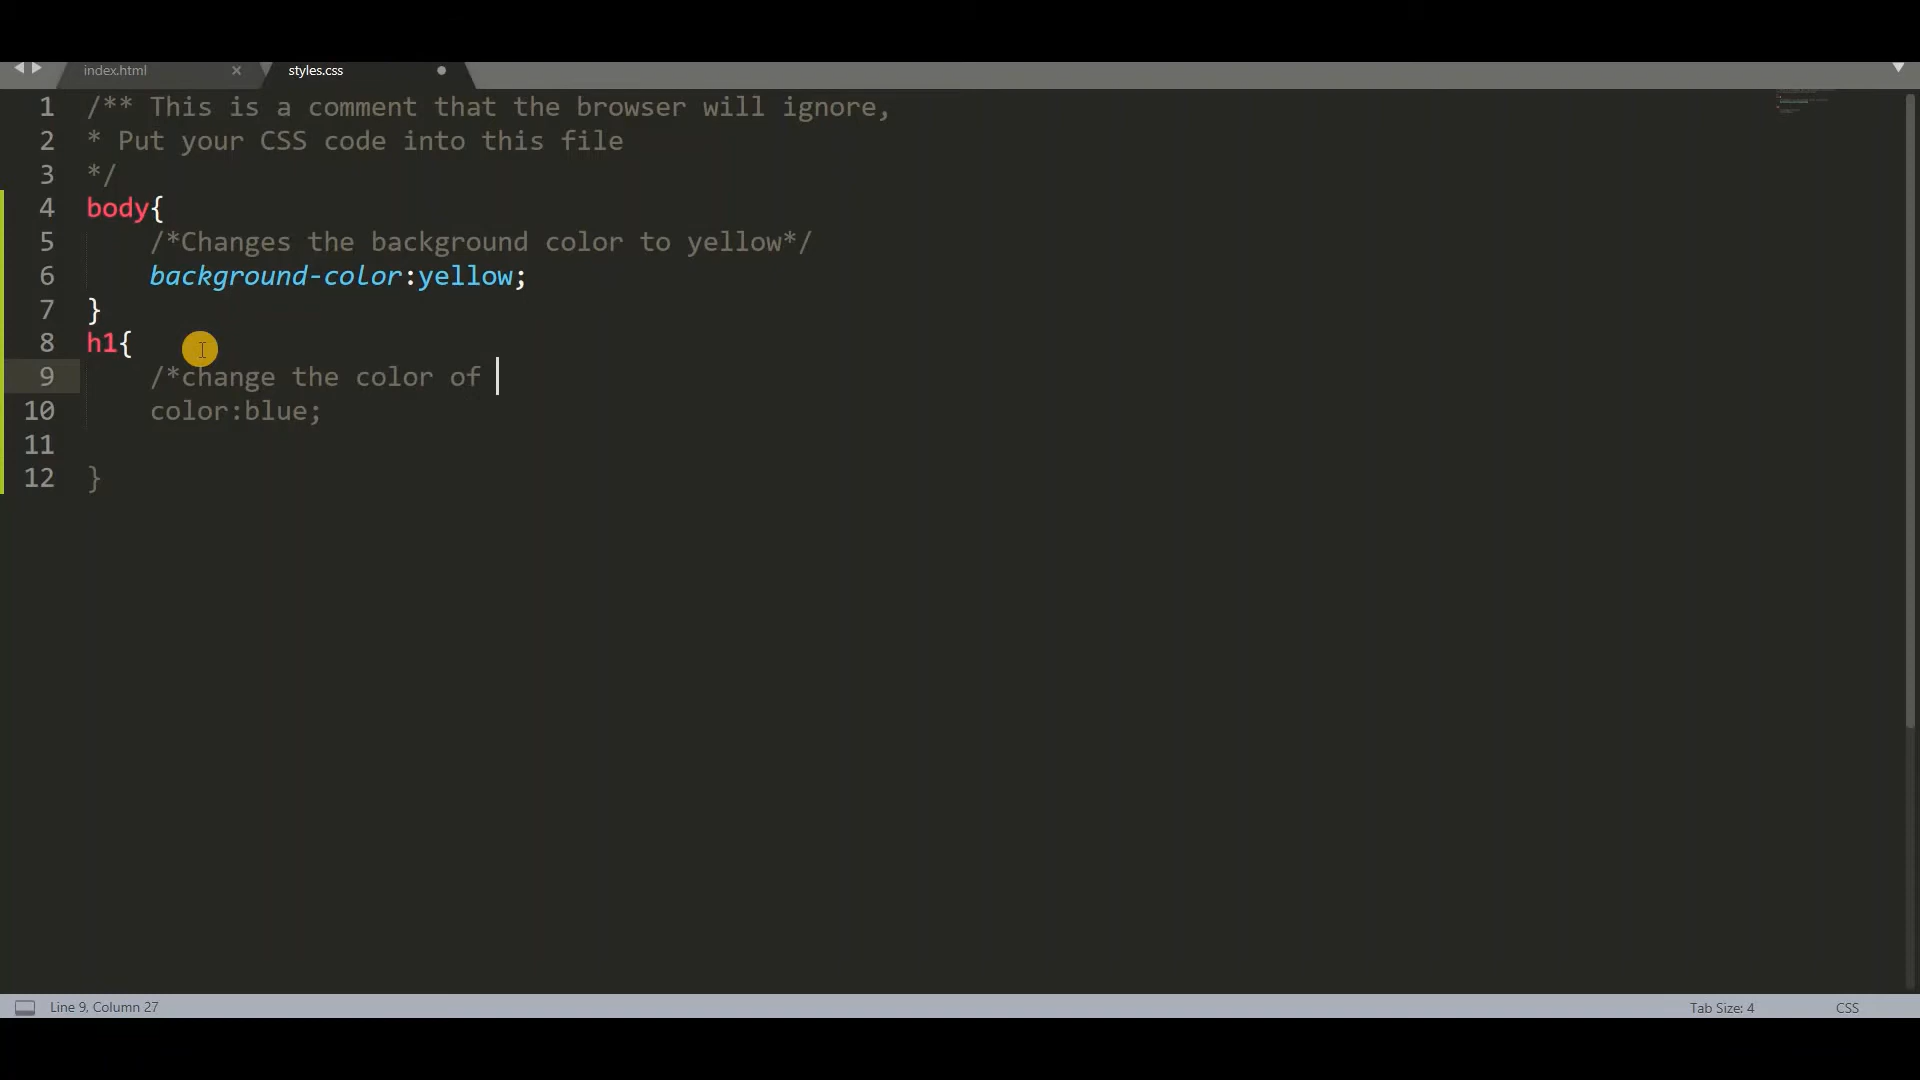 index.html × styles.css
1 /** This is a comment that the browser will ignore,
2 * Put your CSS code into this file
3 */
4 body{
5 /*Changes the background color to yellow*/
6 background-color:yellow;
7 }
8 h1{
9 /*change the color of
10 color:blue;
11
12 }
Line 9, Column 27 Tab Size: 4 CSS